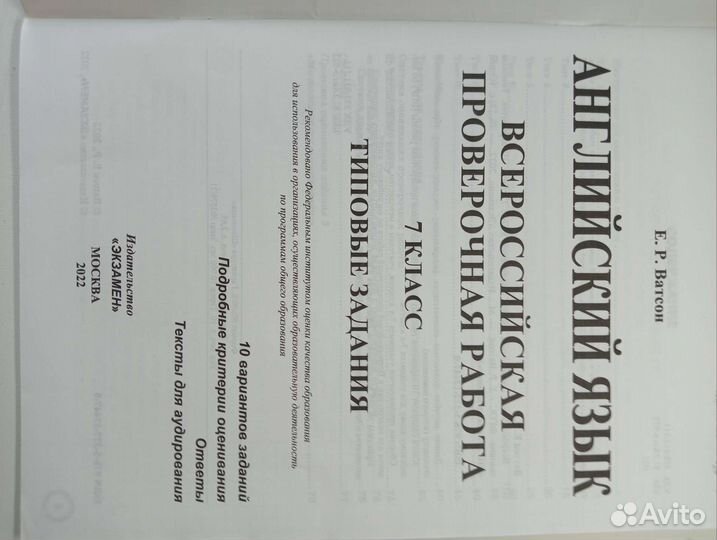 Е. Р. Ватсон
АНГЛИЙСКИЙ ЯЗЫК
ВСЕРОССИЙСКАЯ
ПРОВЕРОЧНАЯ РАБОТА
7 КЛАСС
ТИПОВЫЕ ЗАДАНИЯ
Рекомендовано Федеральным институтом оценки качества образования
для использования в организациях, осуществляющих образовательную деятельность
по программам общего образования
10 вариантов заданий
Подробные критерии оценивания
Ответы
Тексты для аудирования
Издательство
«ЭКЗАМЕН»
МОСКВА
2022
Avito